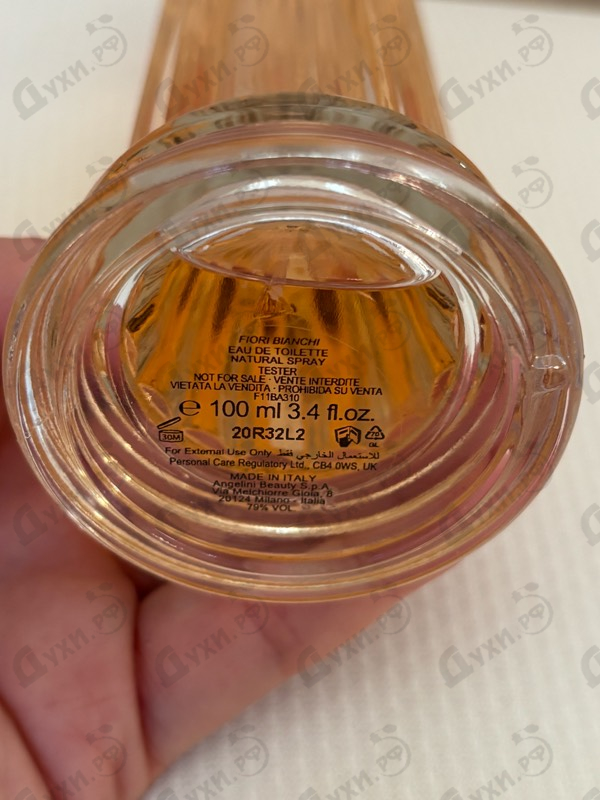 FIORI BIANCHI
EAU DE TOILETTE
NATURAL SPRAY
TESTER
NOT FOR SALE · VENTE INTERDITE
VIETATA LA VENDITA · PROHIBIDA SU VENTA
F11BA310
℮ 100 ml 3.4 fl.oz.
30M 20R32L2 70 GL
For External Use Only للاستعمال الخارجي فقط
Personal Care Regulatory Ltd., CB4 0WS, UK
MADE IN ITALY
Angelini Beauty S.p.A.
Via Melchiorre Gioia, 8
20124 Milano - Italia
79% VOL
Духи.РФ